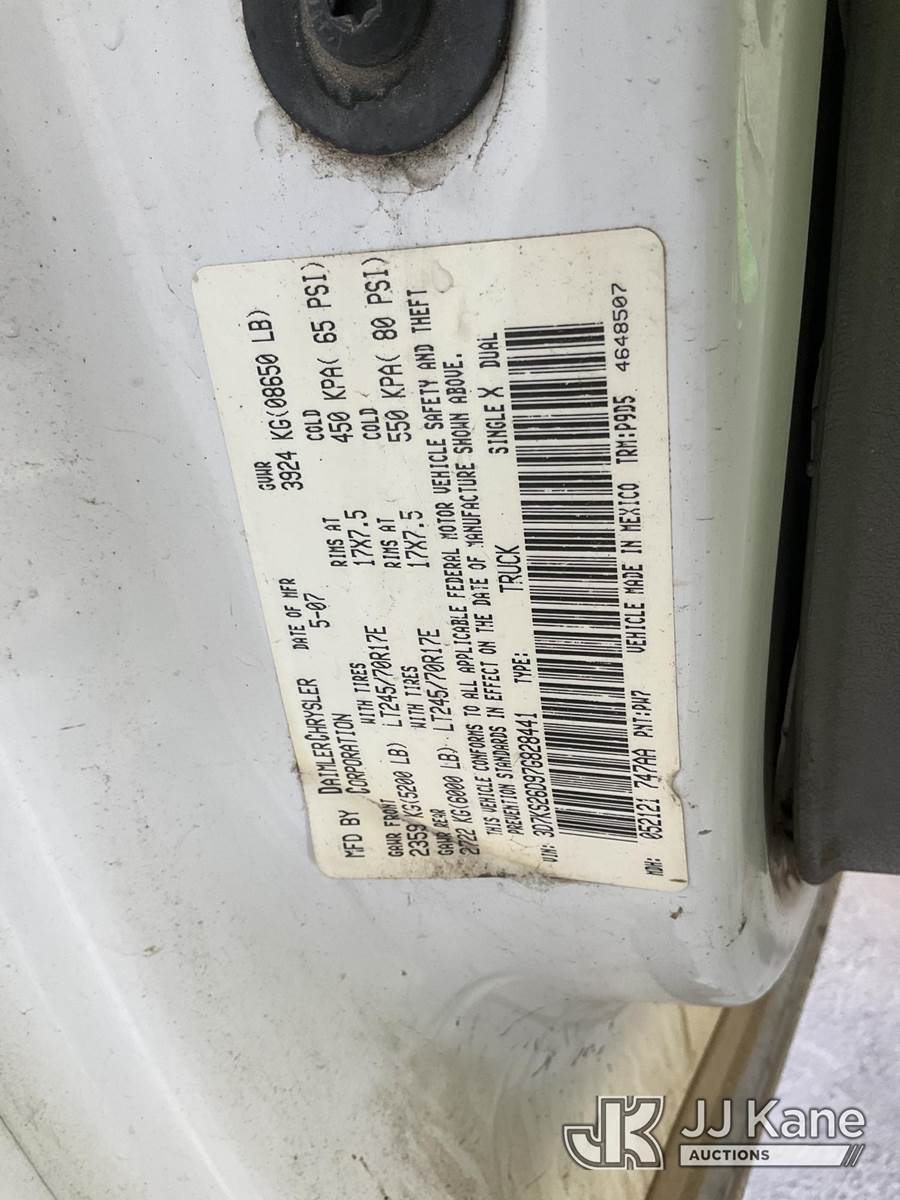 MFD BY DAIMLERCHRYSLER CORPORATION DATE OF MFR 5-07 GVWR 3924 KG(08650 LB)
GAWR FRONT WITH TIRES RIMS AT COLD
2359 KG(5200 LB) LT245/70R17E 17X7.5 450 KPA( 65 PSI)
GAWR REAR WITH TIRES RIMS AT COLD
2722 KG(6000 LB) LT245/70R17E 17X7.5 550 KPA( 80 PSI)
THIS VEHICLE CONFORMS TO ALL APPLICABLE FEDERAL MOTOR VEHICLE SAFETY AND THEFT
PREVENTION STANDARDS IN EFFECT ON THE DATE OF MANUFACTURE SHOWN ABOVE.
VIN: 3D7KS26D97G828441 TYPE: TRUCK SINGLE X DUAL
MDH: 052121 747AA PNT:PW7 VEHICLE MADE IN MEXICO TRM:P9D5 4648507
JK JJ Kane
AUCTIONS